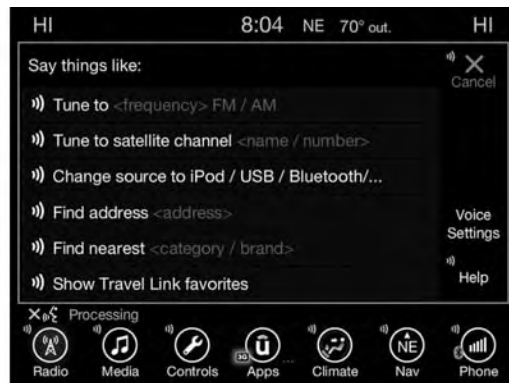 HI 8:04 NE 70° out. HI
Say things like:
Cancel
Tune to <frequency> FM / AM
Tune to satellite channel <name / number>
Change source to iPod / USB / Bluetooth/...
Find address <address>
Voice
Settings
Find nearest <category / brand>
Show Travel Link favorites
Help
Processing
3G ...
û NE
Radio Media Controls Apps Climate Nav Phone